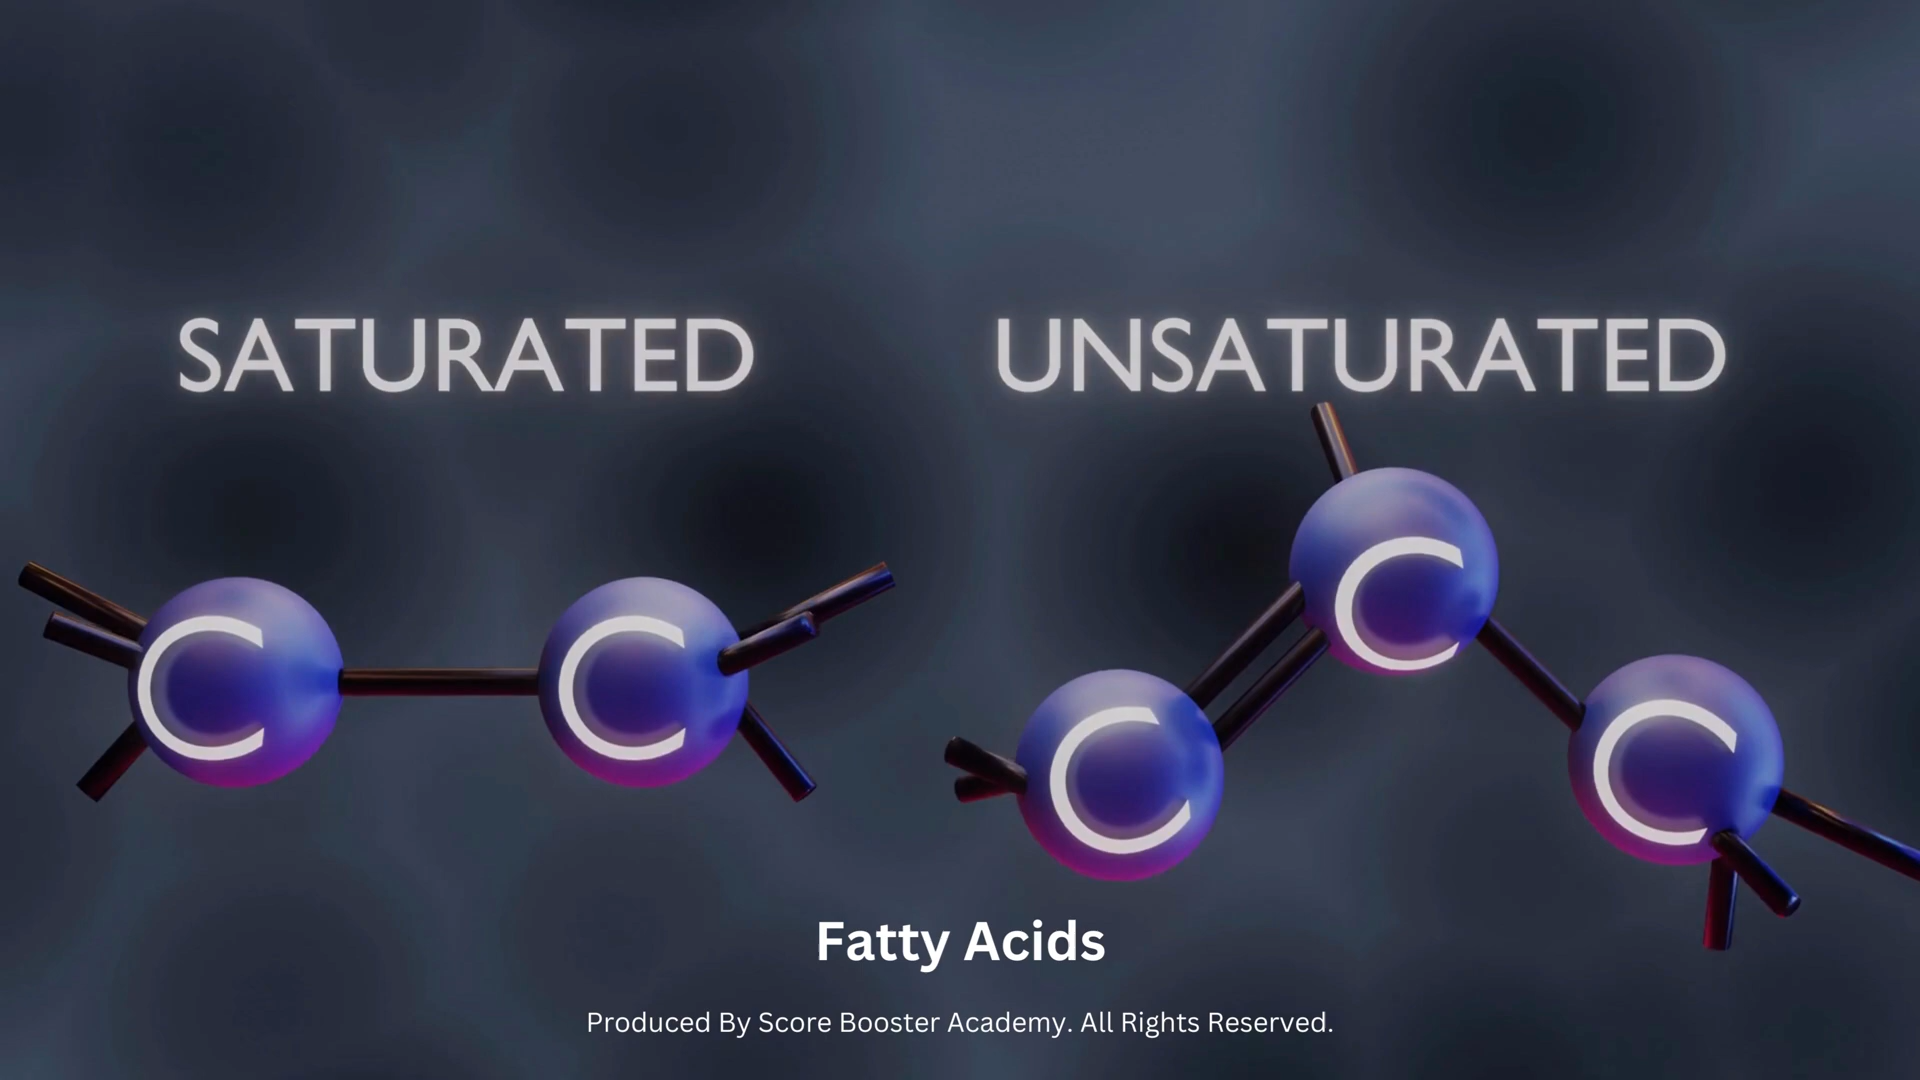 SATURATED
UNSATURATED
C
C
C
C
C
Fatty Acids
Produced By Score Booster Academy. All Rights Reserved.